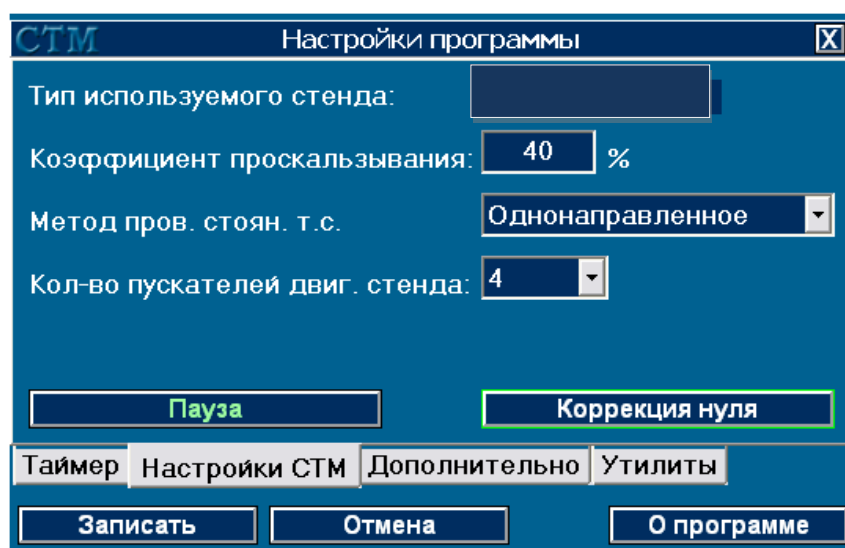 СТМ Настройки программы X
Тип используемого стенда:
Коэффициент проскальзывания: 40 %
Метод пров. стоян. т.с. Однонаправленное
Кол-во пускателей двиг. стенда: 4
Пауза Коррекция нуля
Таймер Настройки СТМ Дополнительно Утилиты
Записать Отмена О программе